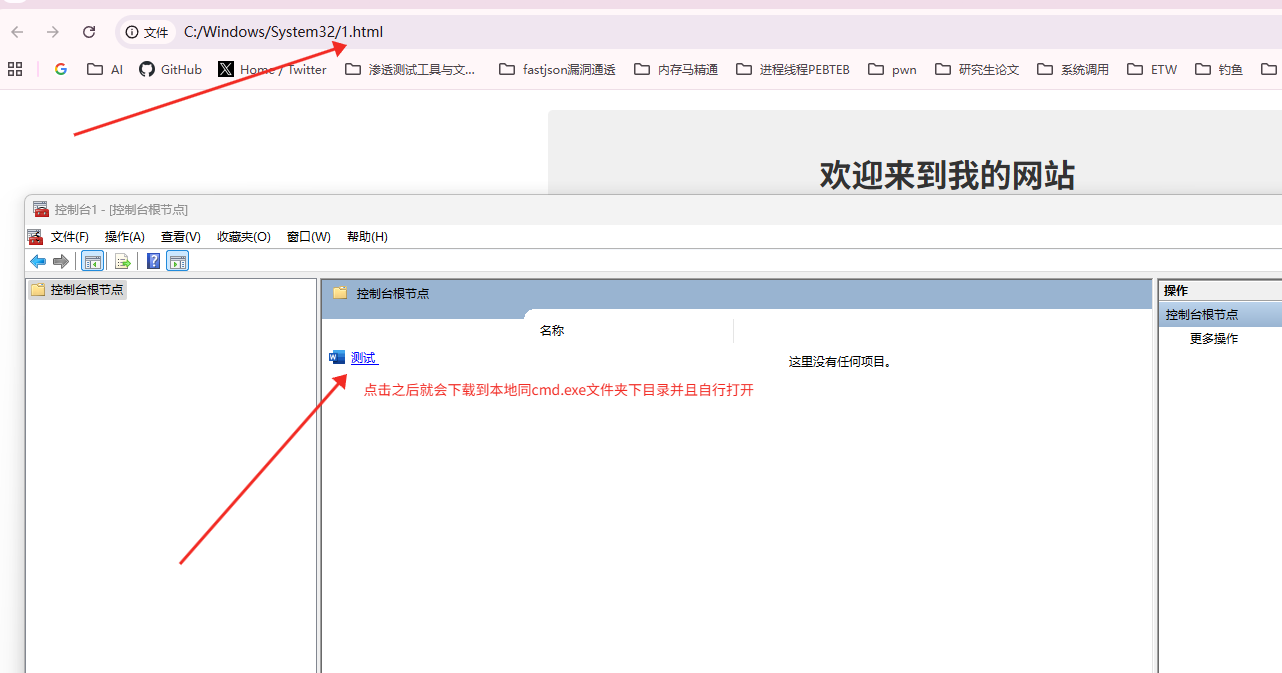 文件 C:/Windows/System32/1.html
AI GitHub Home / Twitter 渗透测试工具与文... fastjson漏洞通透 内存马精通 进程线程PEBTEB pwn 研究生论文 系统调用 ETW 钓鱼
欢迎来到我的网站
控制台1 - [控制台根节点]
文件(F) 操作(A) 查看(V) 收藏夹(O) 窗口(W) 帮助(H)
控制台根节点
控制台根节点
名称
测试
这里没有任何项目。
点击之后就会下载到本地同cmd.exe文件夹下目录并且自行打开
操作
控制台根节点
更多操作